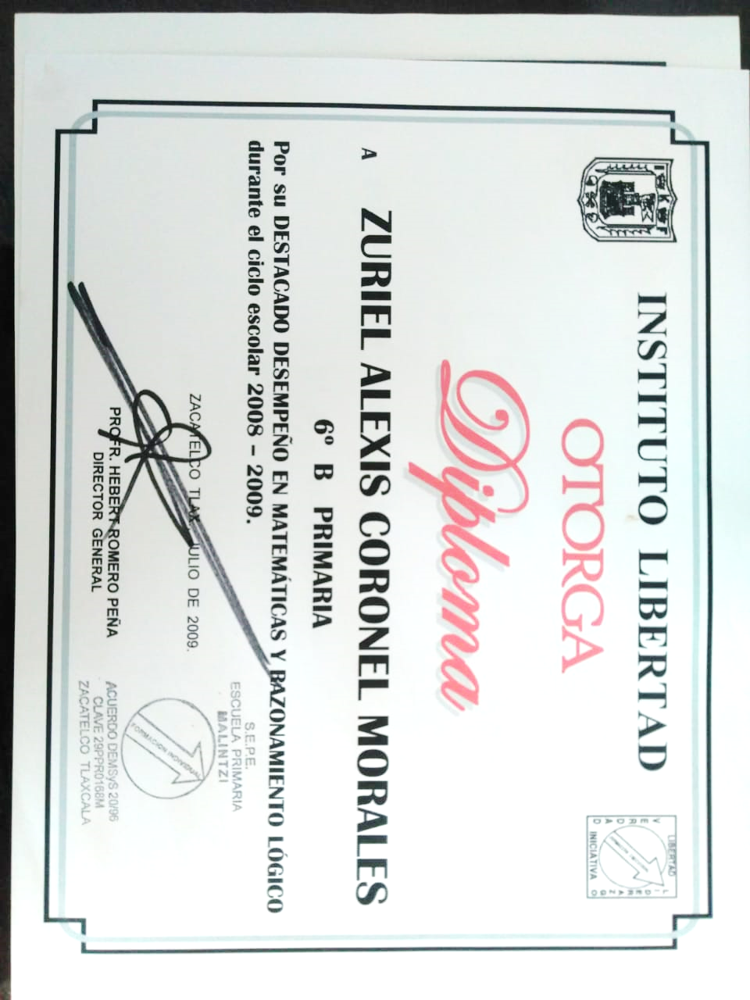 INSTITUTO LIBERTAD
OTORGA
Diploma
A ZURIEL ALEXIS CORONEL MORALES
6º B PRIMARIA
Por su DESTACADO DESEMPEÑO EN MATEMÁTICAS Y RAZONAMIENTO LÓGICO
durante el ciclo escolar 2008 - 2009.
ZACATELCO TLAX. JULIO DE 2009.
PROFR. HEBERT ROMERO PEÑA
DIRECTOR GENERAL
S.E.P.E.
ESCUELA PRIMARIA
MALINTZI
FORMACION INDIVIDUAL
ACUERDO DEMSyS 20/96
CLAVE 29PPR0168M
ZACATELCO TLAXCALA
LIBERTAD
VERDAD
LIDERAZGO
INICIATIVA